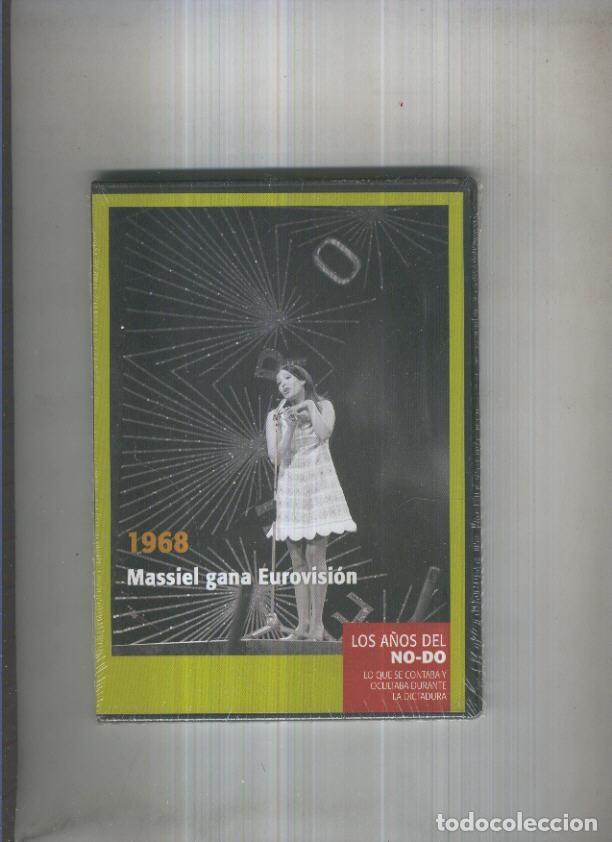 O
1968
Massiel gana Eurovisión
LOS AÑOS DEL
NO-DO
LO QUE SE CONTABA Y
OCULTABA DURANTE
LA DICTADURA
todocoleccion